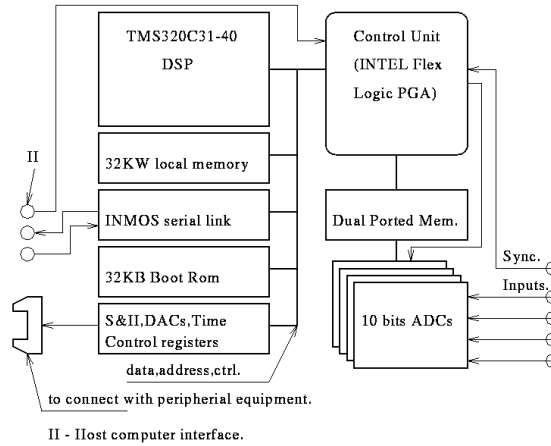 TMS320C31-40
DSP
Control Unit
(INTEL Flex
Logic PGA)
II
32KW local memory
INMOS serial link
Dual Ported Mem.
32KB Boot Rom
Sync.
Inputs.
S&II,DACs,Time
Control registers
10 bits ADCs
data,address,ctrl.
to connect with peripherial equipment.
II - IIost computer interface.